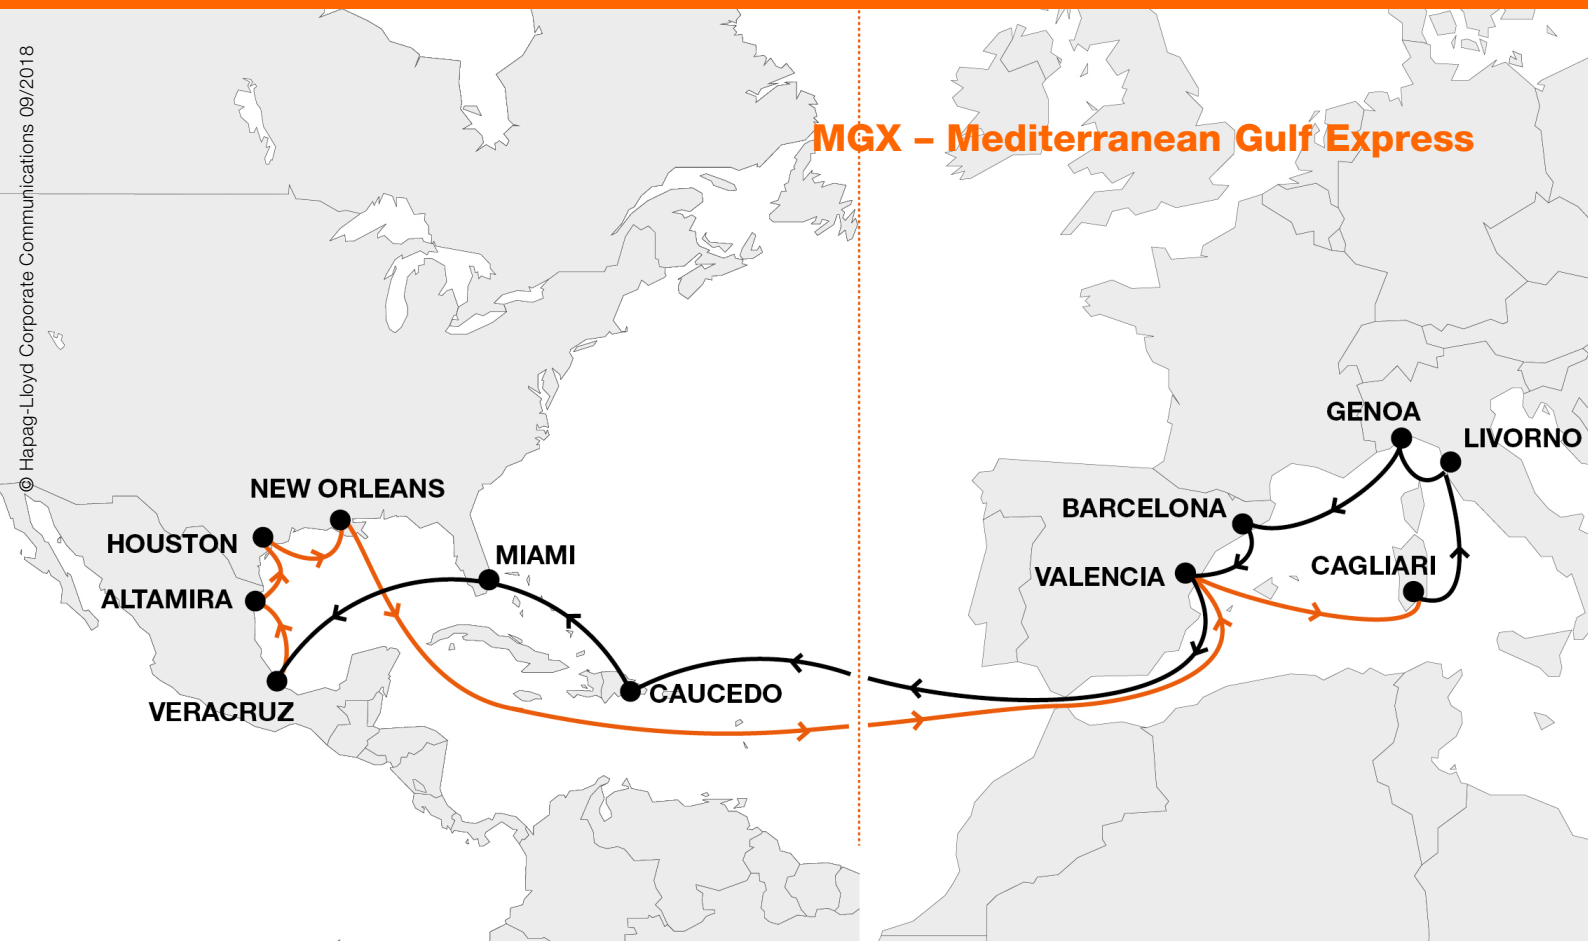 © Hapag-Lloyd Corporate Communications 09/2018
MGX – Mediterranean Gulf Express
GENOA
LIVORNO
NEW ORLEANS
BARCELONA
HOUSTON
MIAMI
CAGLIARI
VALENCIA
ALTAMIRA
CAUCEDO
VERACRUZ